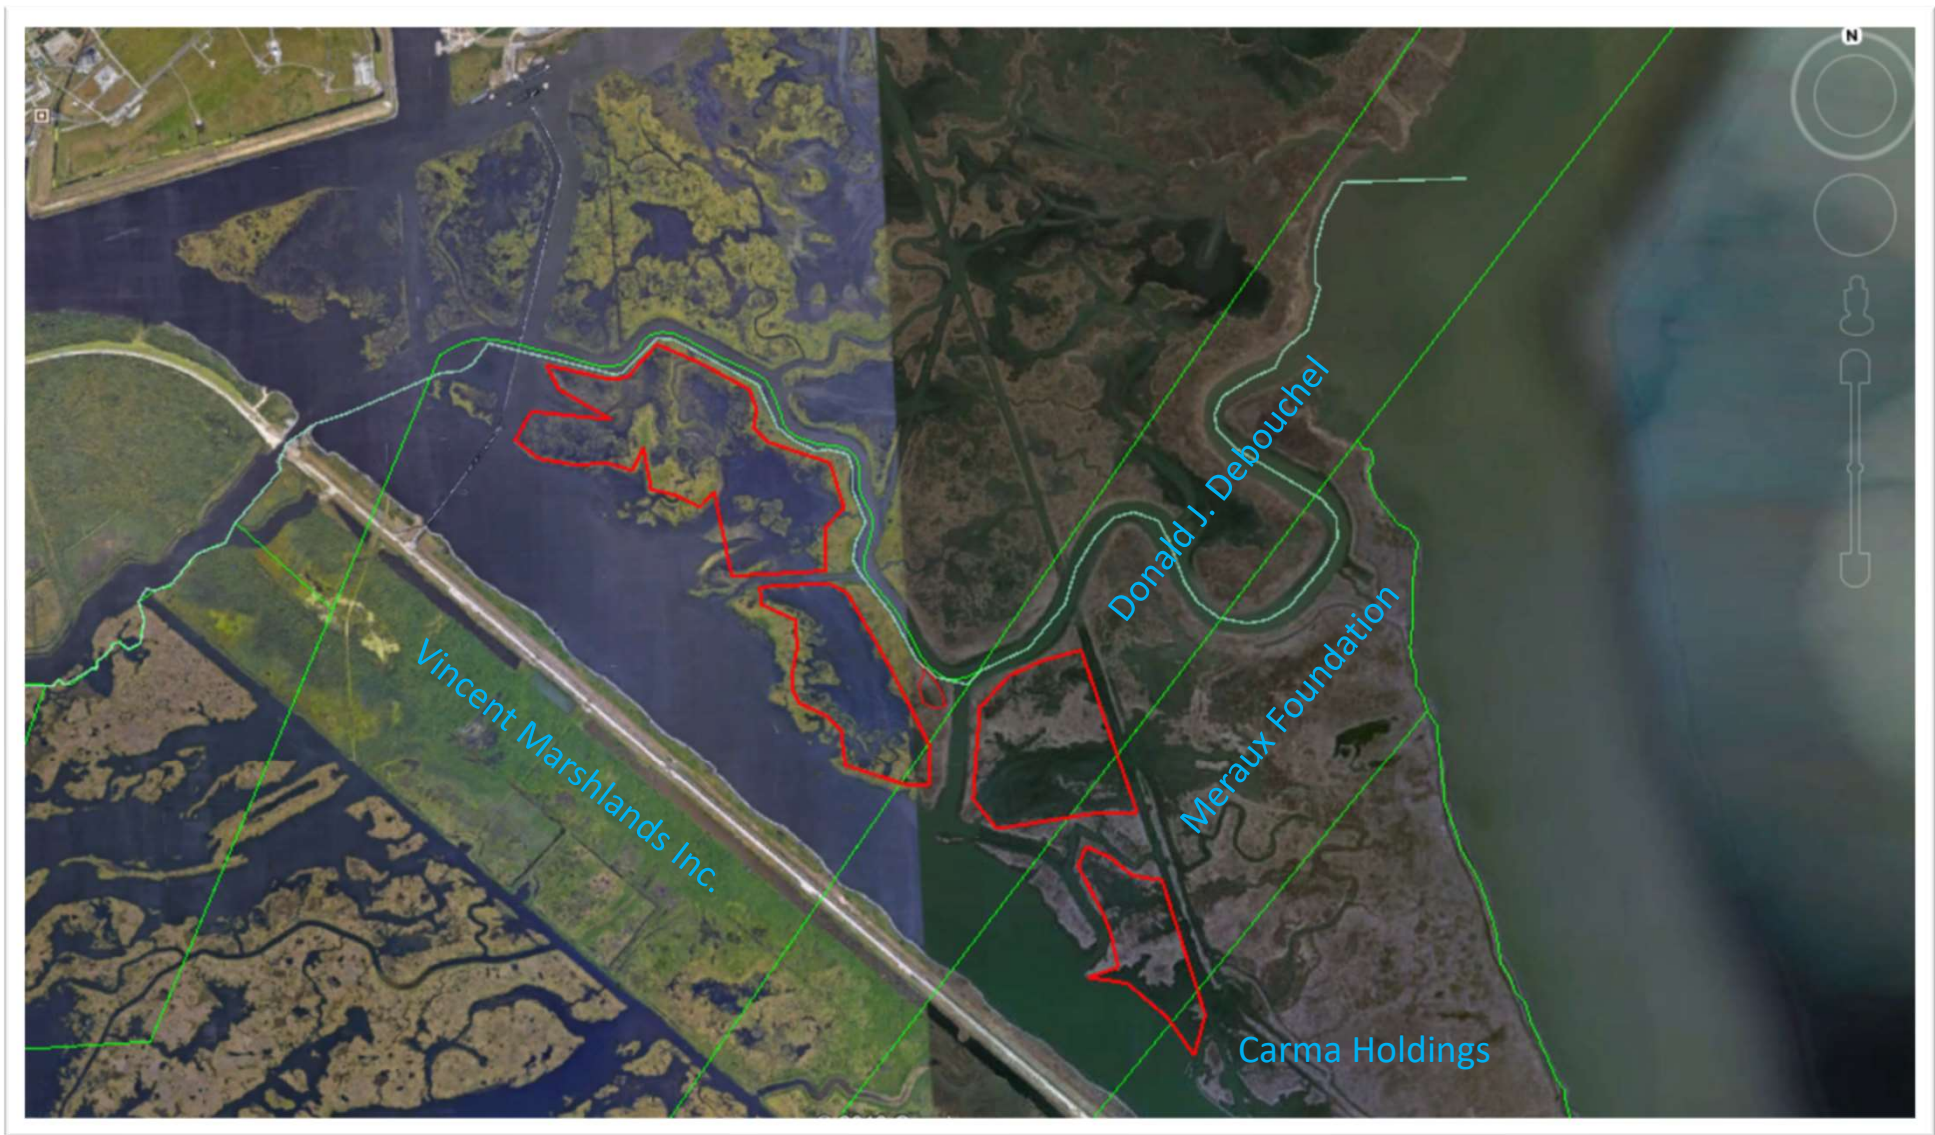 N
Donald J. Debouchel
Meraux Foundation
Vincent Marshlands Inc.
Carma Holdings